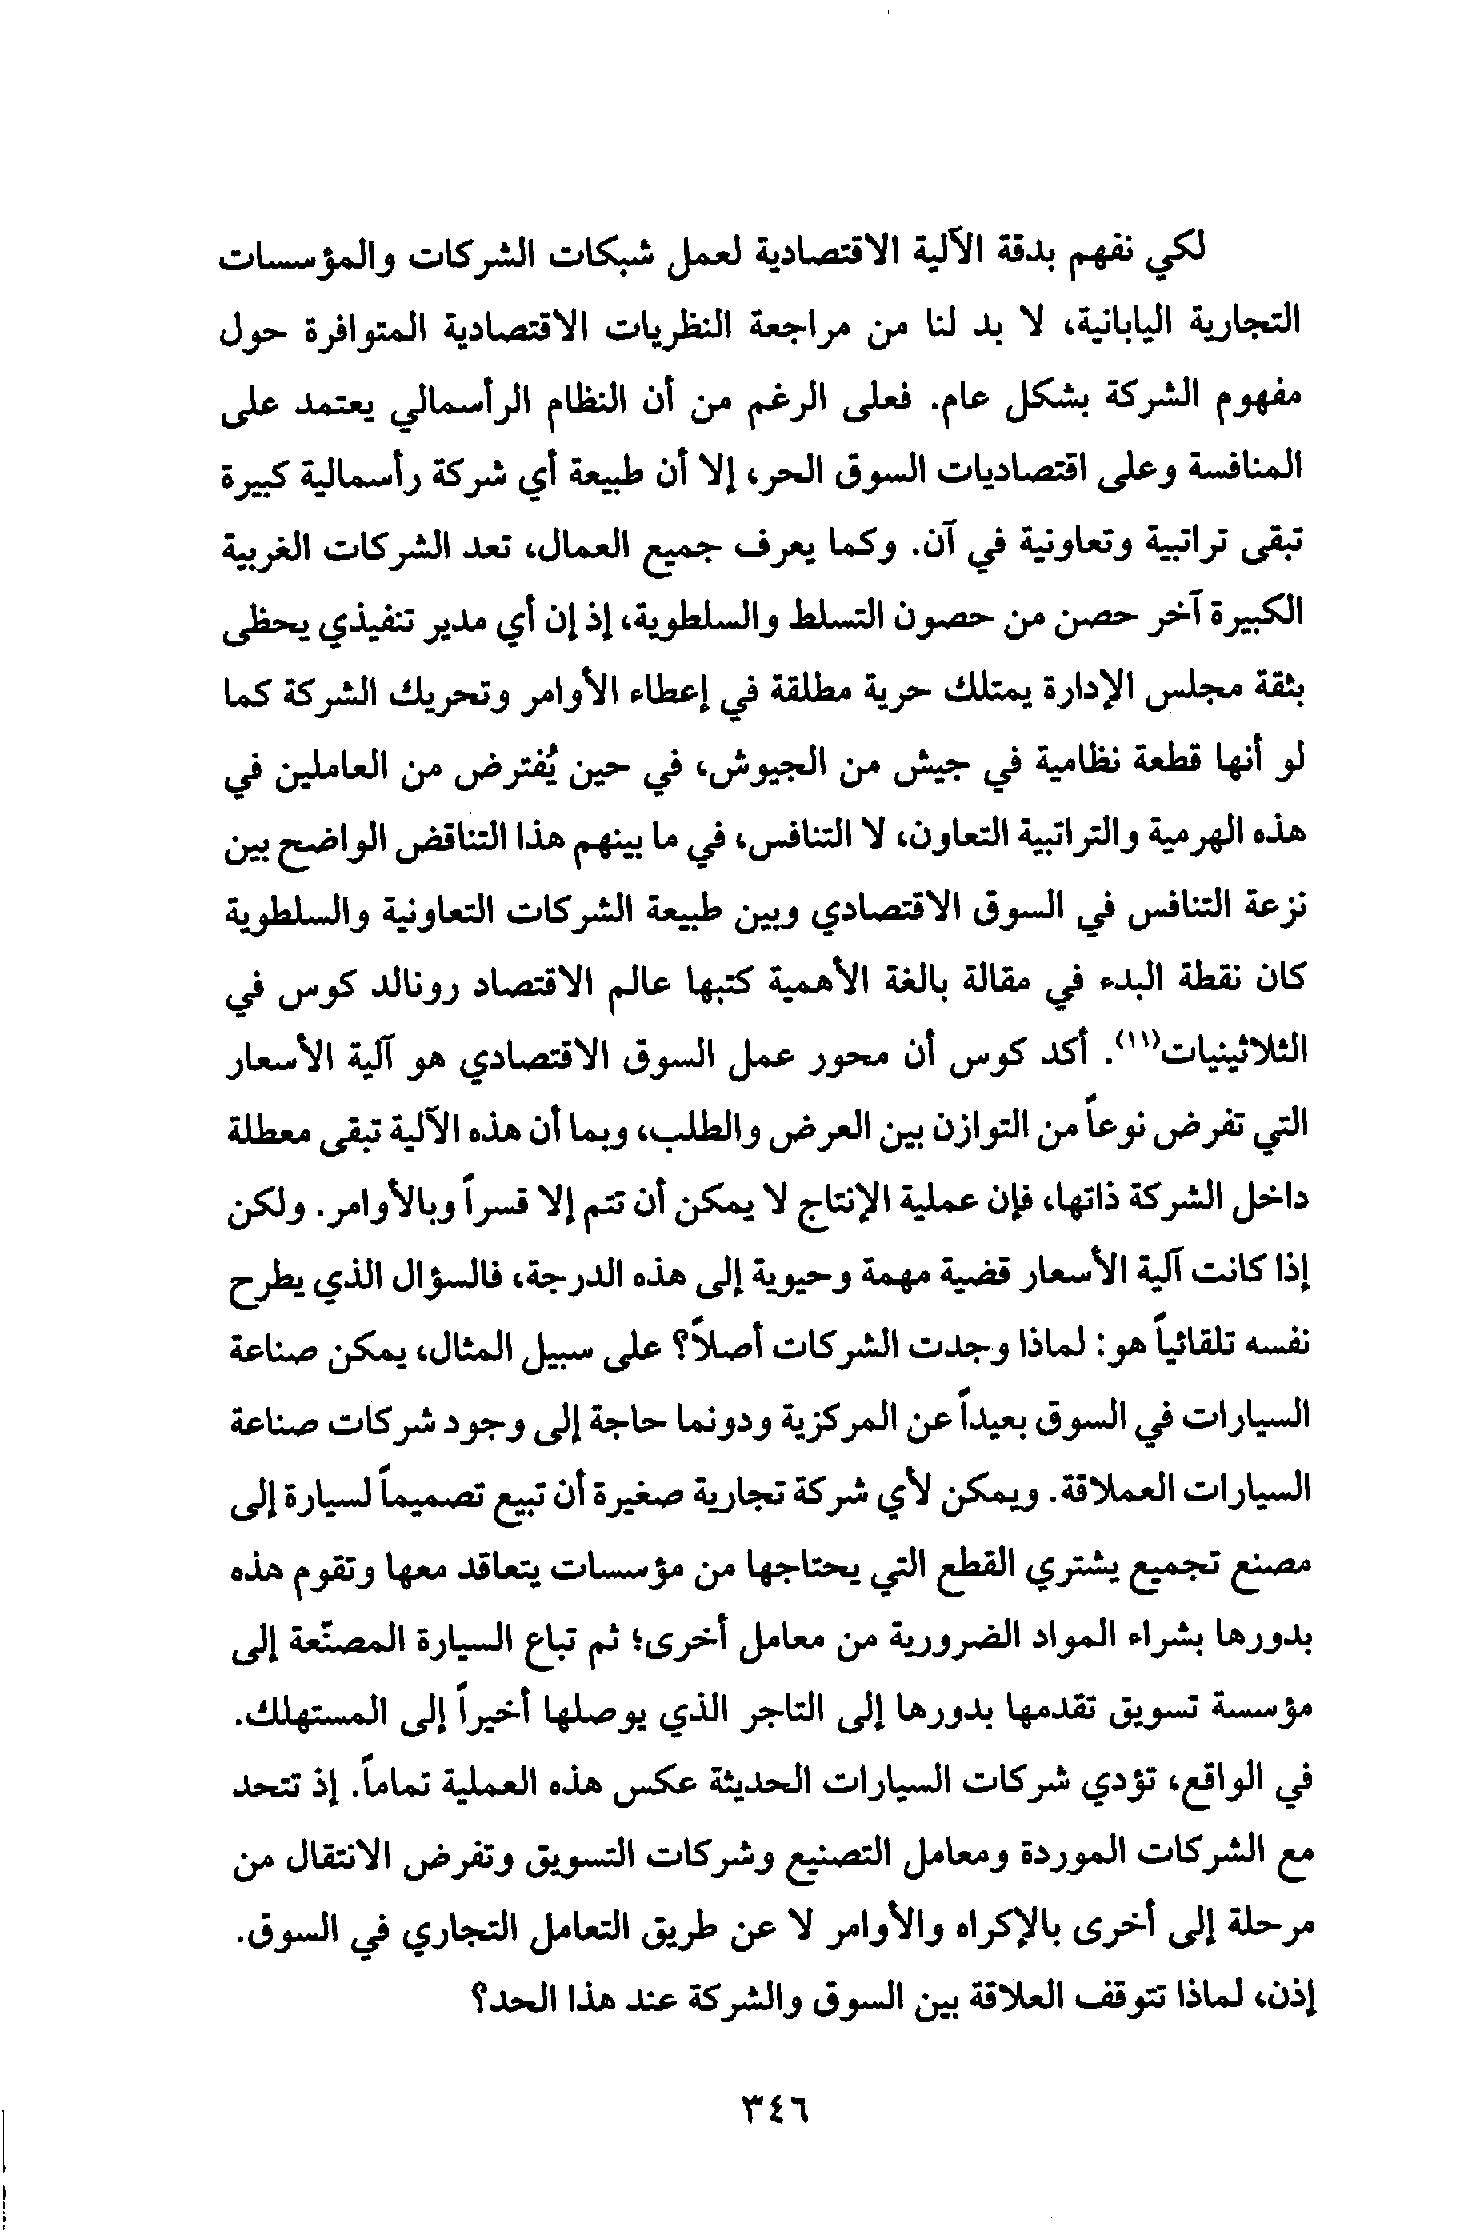 لكي نفهم بدقة الآلية الاقتصادية لعمل شبكات الشركات والمؤسسات
التجارية اليابانية، لا بد لنا من مراجعة النظريات الاقتصادية المتوافرة حول
مفهوم الشركة بشكل عام. فعلى الرغم من أن النظام الرأسمالي يعتمد على
المنافسة وعلى اقتصاديات السوق الحر، إلا أن طبيعة أي شركة رأسمالية كبيرة
تبقى تراتبية وتعاونية في آن. وكما يعرف جميع العمال، تعد الشركات الغربية
الكبيرة آخر حصن من حصون التسلط والسلطوية، إذ إن أي مدير تنفيذي يحظى
بثقة مجلس الإدارة يمتلك حرية مطلقة في إعطاء الأوامر وتحريك الشركة كما
لو أنها قطعة نظامية في جيش من الجيوش، في حين يُفترض من العاملين في
هذه الهرمية والتراتبية التعاون، لا التنافس، في ما بينهم هذا التناقض الواضح بين
نزعة التنافس في السوق الاقتصادي وبين طبيعة الشركات التعاونية والسلطوية
كان نقطة البدء في مقالة بالغة الأهمية كتبها عالم الاقتصاد رونالد كوس في
الثلاثينيات(١١). أكد كوس أن محور عمل السوق الاقتصادي هو آلية الأسعار
التي تفرض نوعاً من التوازن بين العرض والطلب، وبما أن هذه الآلية تبقى معطلة
داخل الشركة ذاتها، فإن عملية الإنتاج لا يمكن أن تتم إلا قسراً وبالأوامر. ولكن
إذا كانت آلية الأسعار قضية مهمة وحيوية إلى هذه الدرجة، فالسؤال الذي يطرح
نفسه تلقائياً هو: لماذا وجدت الشركات أصلاً؟ على سبيل المثال، يمكن صناعة
السيارات في السوق بعيداً عن المركزية ودونما حاجة إلى وجود شركات صناعة
السيارات العملاقة. ويمكن لأي شركة تجارية صغيرة أن تبيع تصميماً لسيارة إلى
مصنع تجميع يشتري القطع التي يحتاجها من مؤسسات يتعاقد معها وتقوم هذه
بدورها بشراء المواد الضرورية من معامل أخرى؛ ثم تباع السيارة المصنّعة إلى
مؤسسة تسويق تقدمها بدورها إلى التاجر الذي يوصلها أخيراً إلى المستهلك.
في الواقع، تؤدي شركات السيارات الحديثة عكس هذه العملية تماماً. إذ تتحد
مع الشركات الموردة ومعامل التصنيع وشركات التسويق وتفرض الانتقال من
مرحلة إلى أخرى بالإكراه والأوامر لا عن طريق التعامل التجاري في السوق.
إذن، لماذا تتوقف العلاقة بين السوق والشركة عند هذا الحد؟
٣٤٦